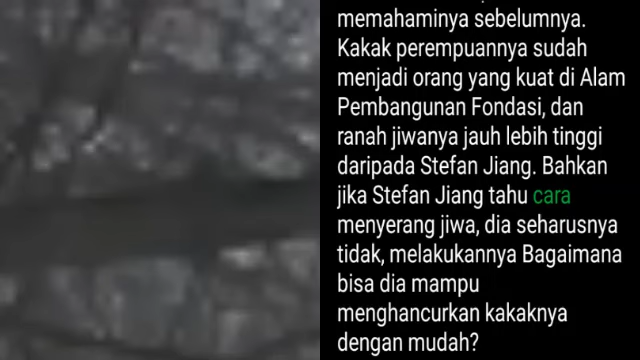 memahaminya sebelumnya.
Kakak perempuannya sudah
menjadi orang yang kuat di Alam
Pembangunan Fondasi, dan
ranah jiwanya jauh lebih tinggi
daripada Stefan Jiang. Bahkan
jika Stefan Jiang tahu cara
menyerang jiwa, dia seharusnya
tidak, melakukannya Bagaimana
bisa dia mampu
menghancurkan kakaknya
dengan mudah?